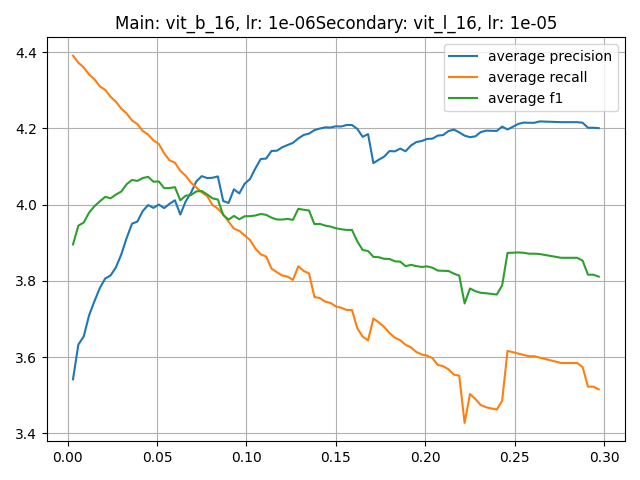 Main: vit_b_16, lr: 1e-06Secondary: vit_l_16, lr: 1e-05
average precision
average recall
average f1
4.4
4.2
4.0
3.8
3.6
3.4
0.00 0.05 0.10 0.15 0.20 0.25 0.30